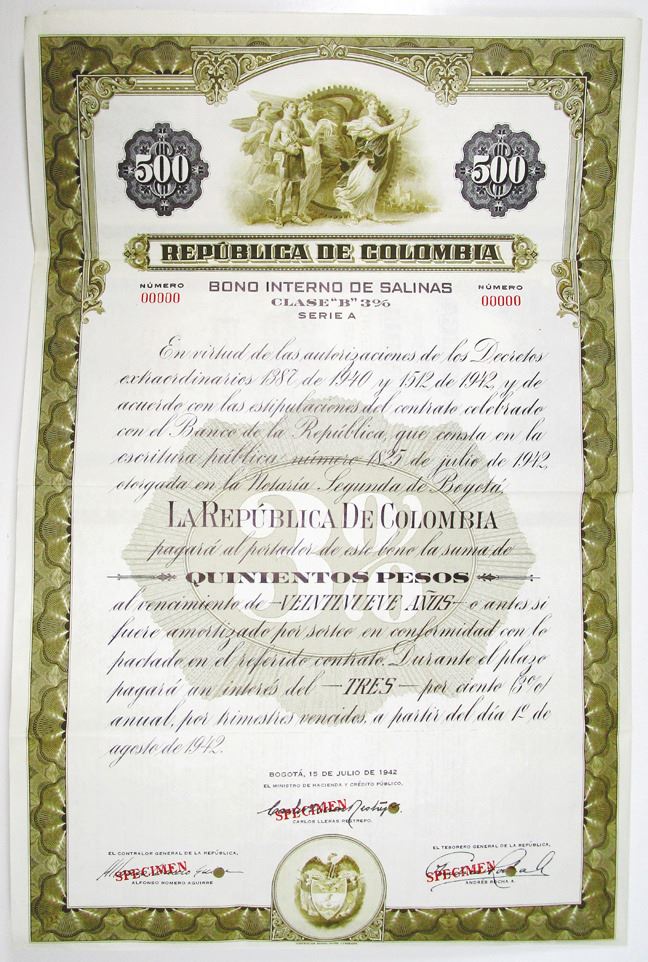 500
500
REPÚBLICA DE COLOMBIA
NÚMERO
00000
BONO INTERNO DE SALINAS
CLASE "B" 3%
SERIE A
NÚMERO
00000
En virtud de las autorizaciones de los Decretos
extraordinarios 1387 de 1940 y 1512 de 1942, y de
acuerdo con las estipulaciones del contrato celebrado
con el Banco de la República, que consta en la
escritura pública número 1825 de julio de 1942,
otorgada en la Notaría Segunda de Bogotá,
LA REPÚBLICA DE COLOMBIA
pagará al portador de este bono la suma de
QUINIENTOS PESOS
al vencimiento de —VEINTINUEVE AÑOS— o antes si
fuere amortizado por sorteo en conformidad con lo
pactado en el referido contrato. Durante el plazo
pagará un interés del —TRES— por ciento (3%)
anual, por trimestres vencidos, a partir del día 1º de
agosto de 1942.
3%
BOGOTÁ, 15 DE JULIO DE 1942
EL MINISTRO DE HACIENDA Y CRÉDITO PÚBLICO,
SPECIMEN
CARLOS LLERAS RESTREPO.
EL CONTRALOR GENERAL DE LA REPÚBLICA,
SPECIMEN
ALFONSO ROMERO AGUIRRE
EL TESORERO GENERAL DE LA REPÚBLICA,
SPECIMEN
ANDRÉS ROCHA A.